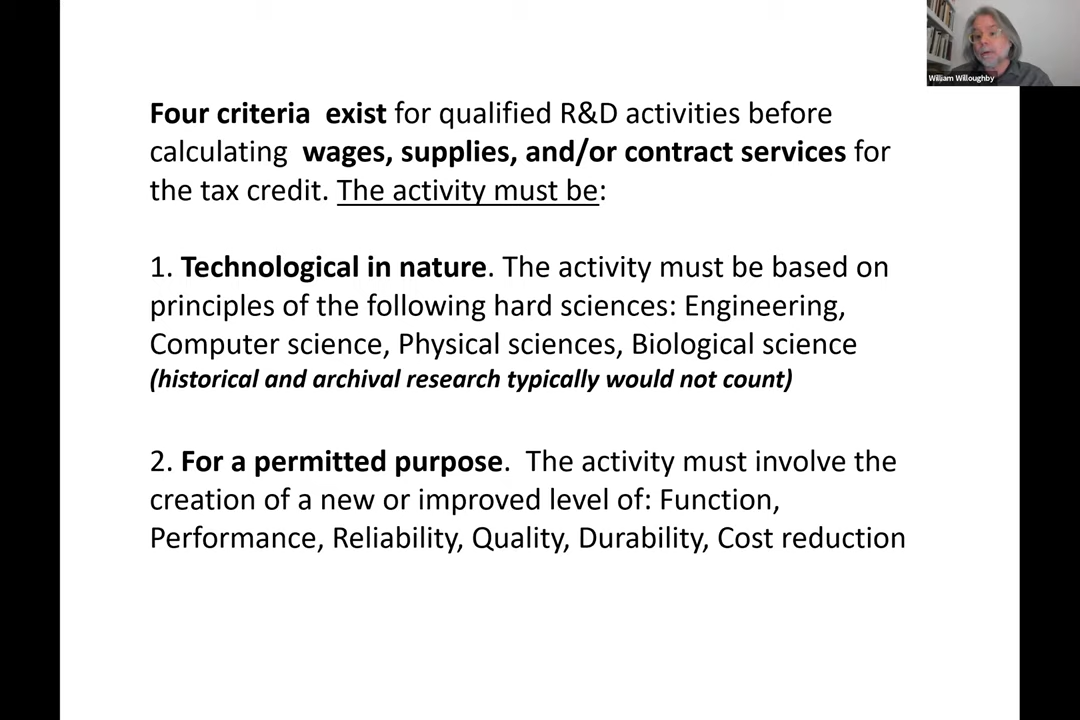 William Willoughby
Four criteria  exist for qualified R&D activities before
calculating  wages, supplies, and/or contract services for
the tax credit. The activity must be:
1. Technological in nature. The activity must be based on
principles of the following hard sciences: Engineering,
Computer science, Physical sciences, Biological science
(historical and archival research typically would not count)
2. For a permitted purpose.  The activity must involve the
creation of a new or improved level of: Function,
Performance, Reliability, Quality, Durability, Cost reduction